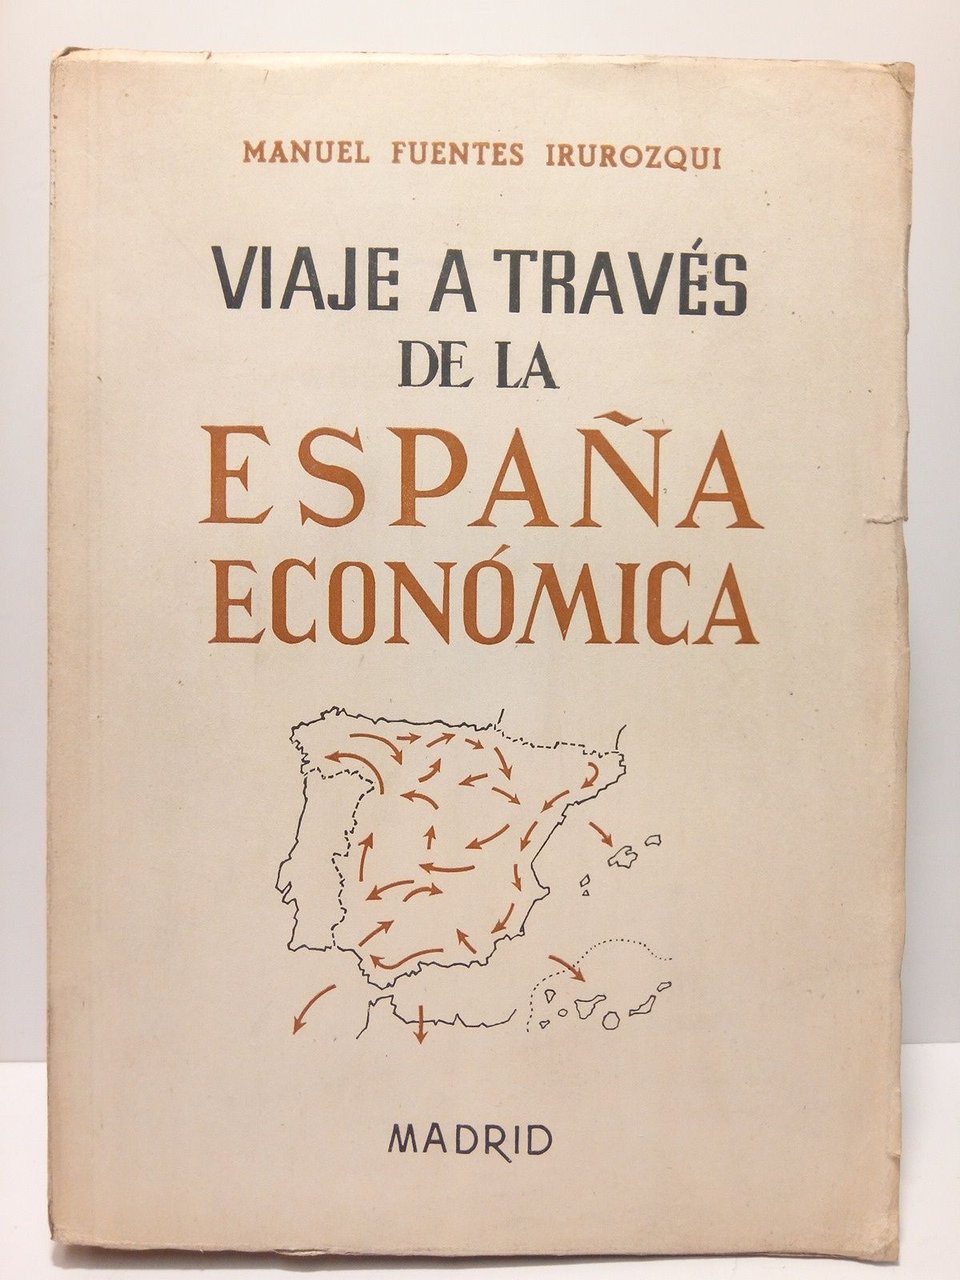 MANUEL FUENTES IRUROZQUI
VIAJE A TRAVÉS
DE LA
ESPAÑA
ECONÓMICA
MADRID